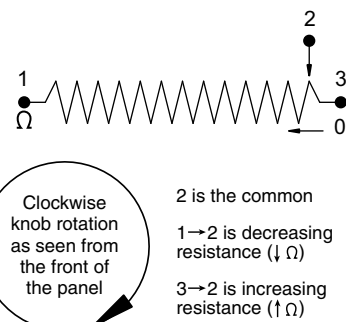 2
1
3
Ω
0
Clockwise
knob rotation
as seen from
the front of
the panel
2 is the common
1→2 is decreasing
resistance (↓ Ω)
3→2 is increasing
resistance (↑ Ω)